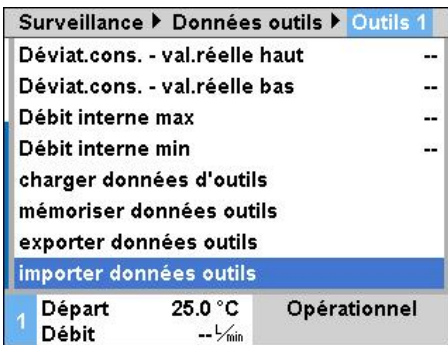 Surveillance ▶ Données outils ▶ Outils 1
Déviat.cons. - val.réelle haut --
Déviat.cons. - val.réelle bas --
Débit interne max --
Débit interne min --
charger données d'outils
mémoriser données outils
exporter données outils
importer données outils
1 Départ 25.0 °C Opérationnel
Débit -- L/min